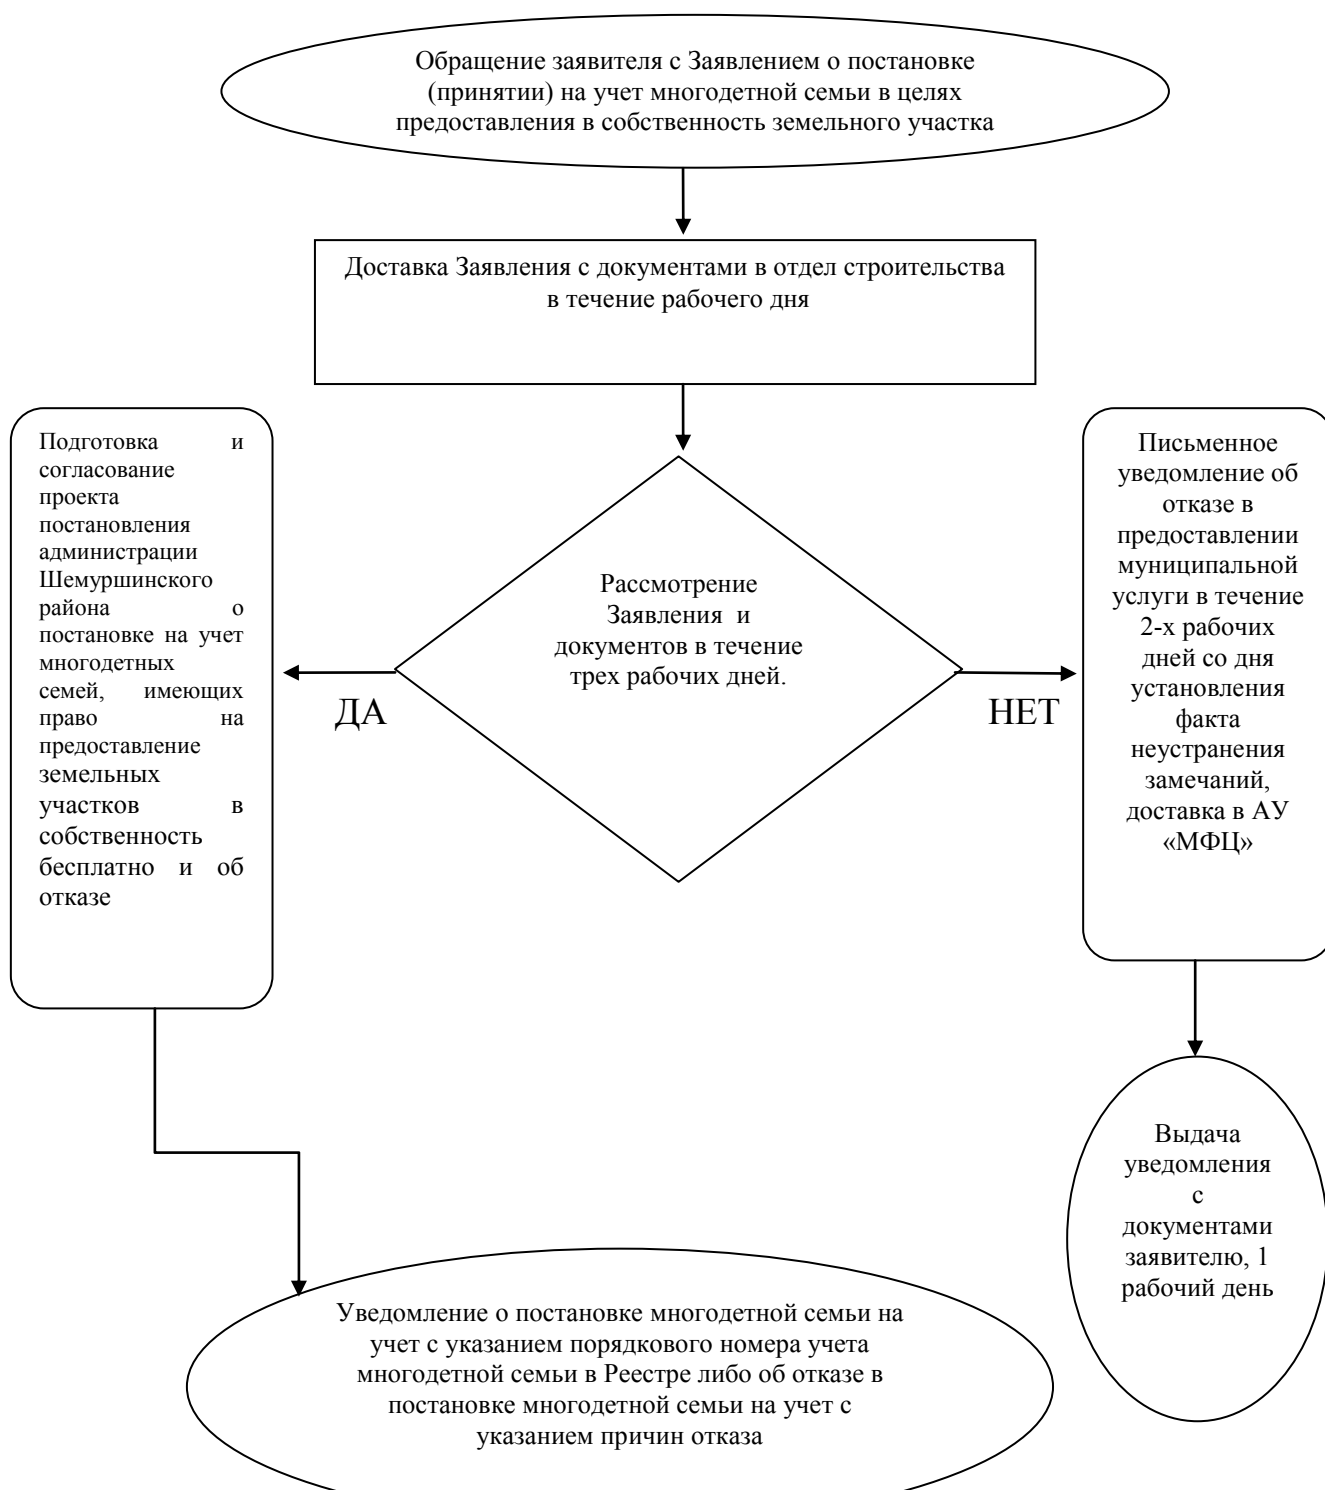 Обращение заявителя с Заявлением о постановке
(принятии) на учет многодетной семьи в целях
предоставления в собственность земельного участка
Доставка Заявления с документами в отдел строительства
в течение рабочего дня
Подготовка и
согласование
проекта
постановления
администрации
Шемуршинского
района о
постановке на учет
многодетных
семей, имеющих
право на
предоставление
земельных
участков в
собственность
бесплатно и об
отказе
Рассмотрение
Заявления и
документов в течение
трех рабочих дней.
ДА
НЕТ
Письменное
уведомление об
отказе в
предоставлении
муниципальной
услуги в течение
2-х рабочих
дней со дня
установления
факта
неустранения
замечаний,
доставка в АУ
«МФЦ»
Выдача
уведомления
с
документами
заявителю, 1
рабочий день
Уведомление о постановке многодетной семьи на
учет с указанием порядкового номера учета
многодетной семьи в Реестре либо об отказе в
постановке многодетной семьи на учет с
указанием причин отказа